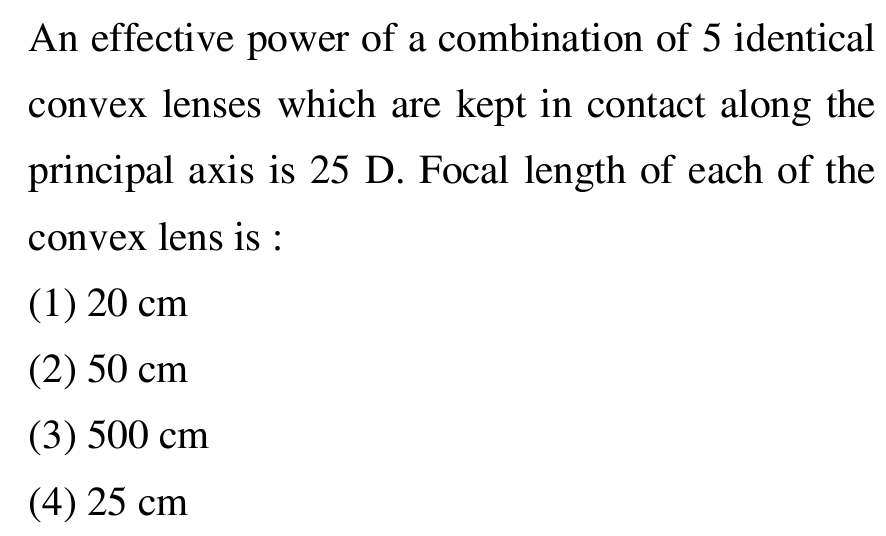 An effective power of a combination of 5 identical
convex lenses which are kept in contact along the
principal axis is 25 D. Focal length of each of the
convex lens is :
(1) 20 cm
(2) 50 cm
(3) 500 cm
(4) 25 cm